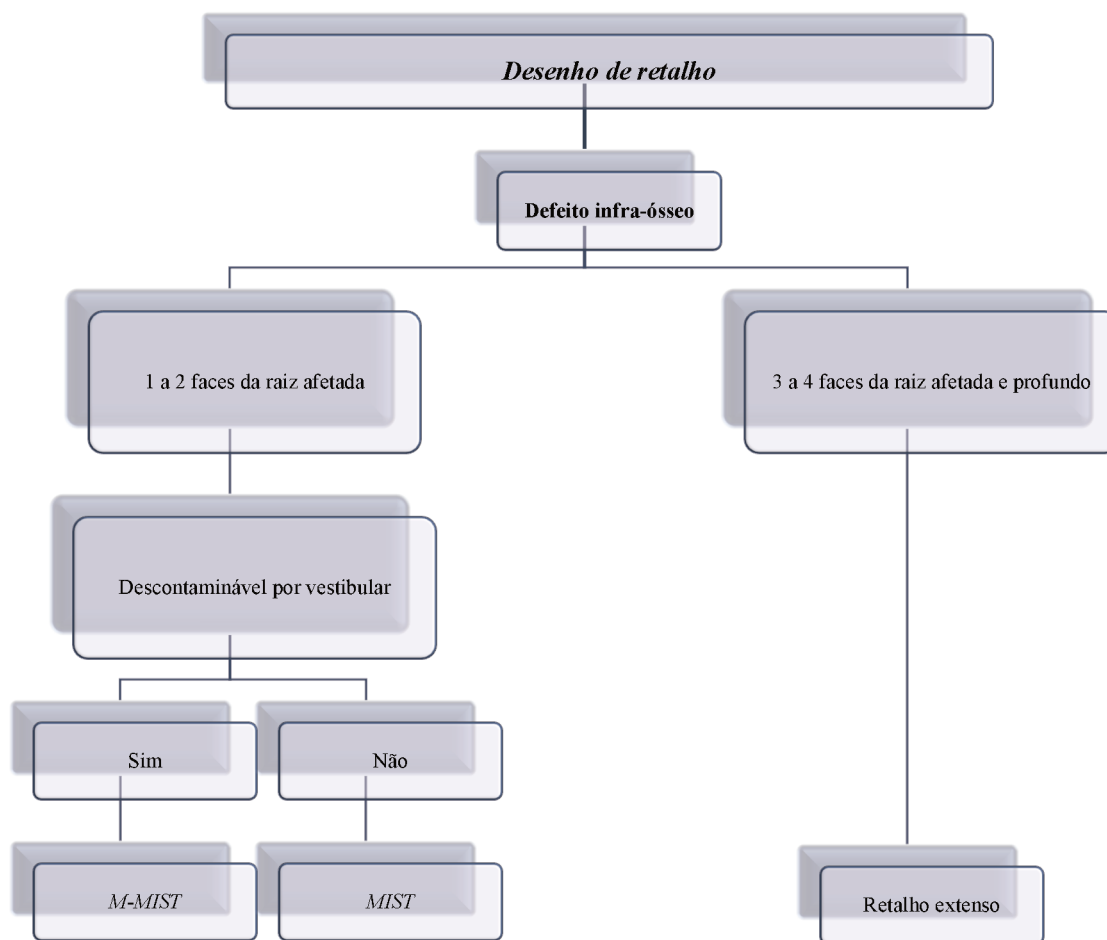 Desenho de retalho
Defeito infra-ósseo
1 a 2 faces da raiz afetada
3 a 4 faces da raiz afetada e profundo
Descontaminável por vestibular
Sim
Não
M-MIST
MIST
Retalho extenso